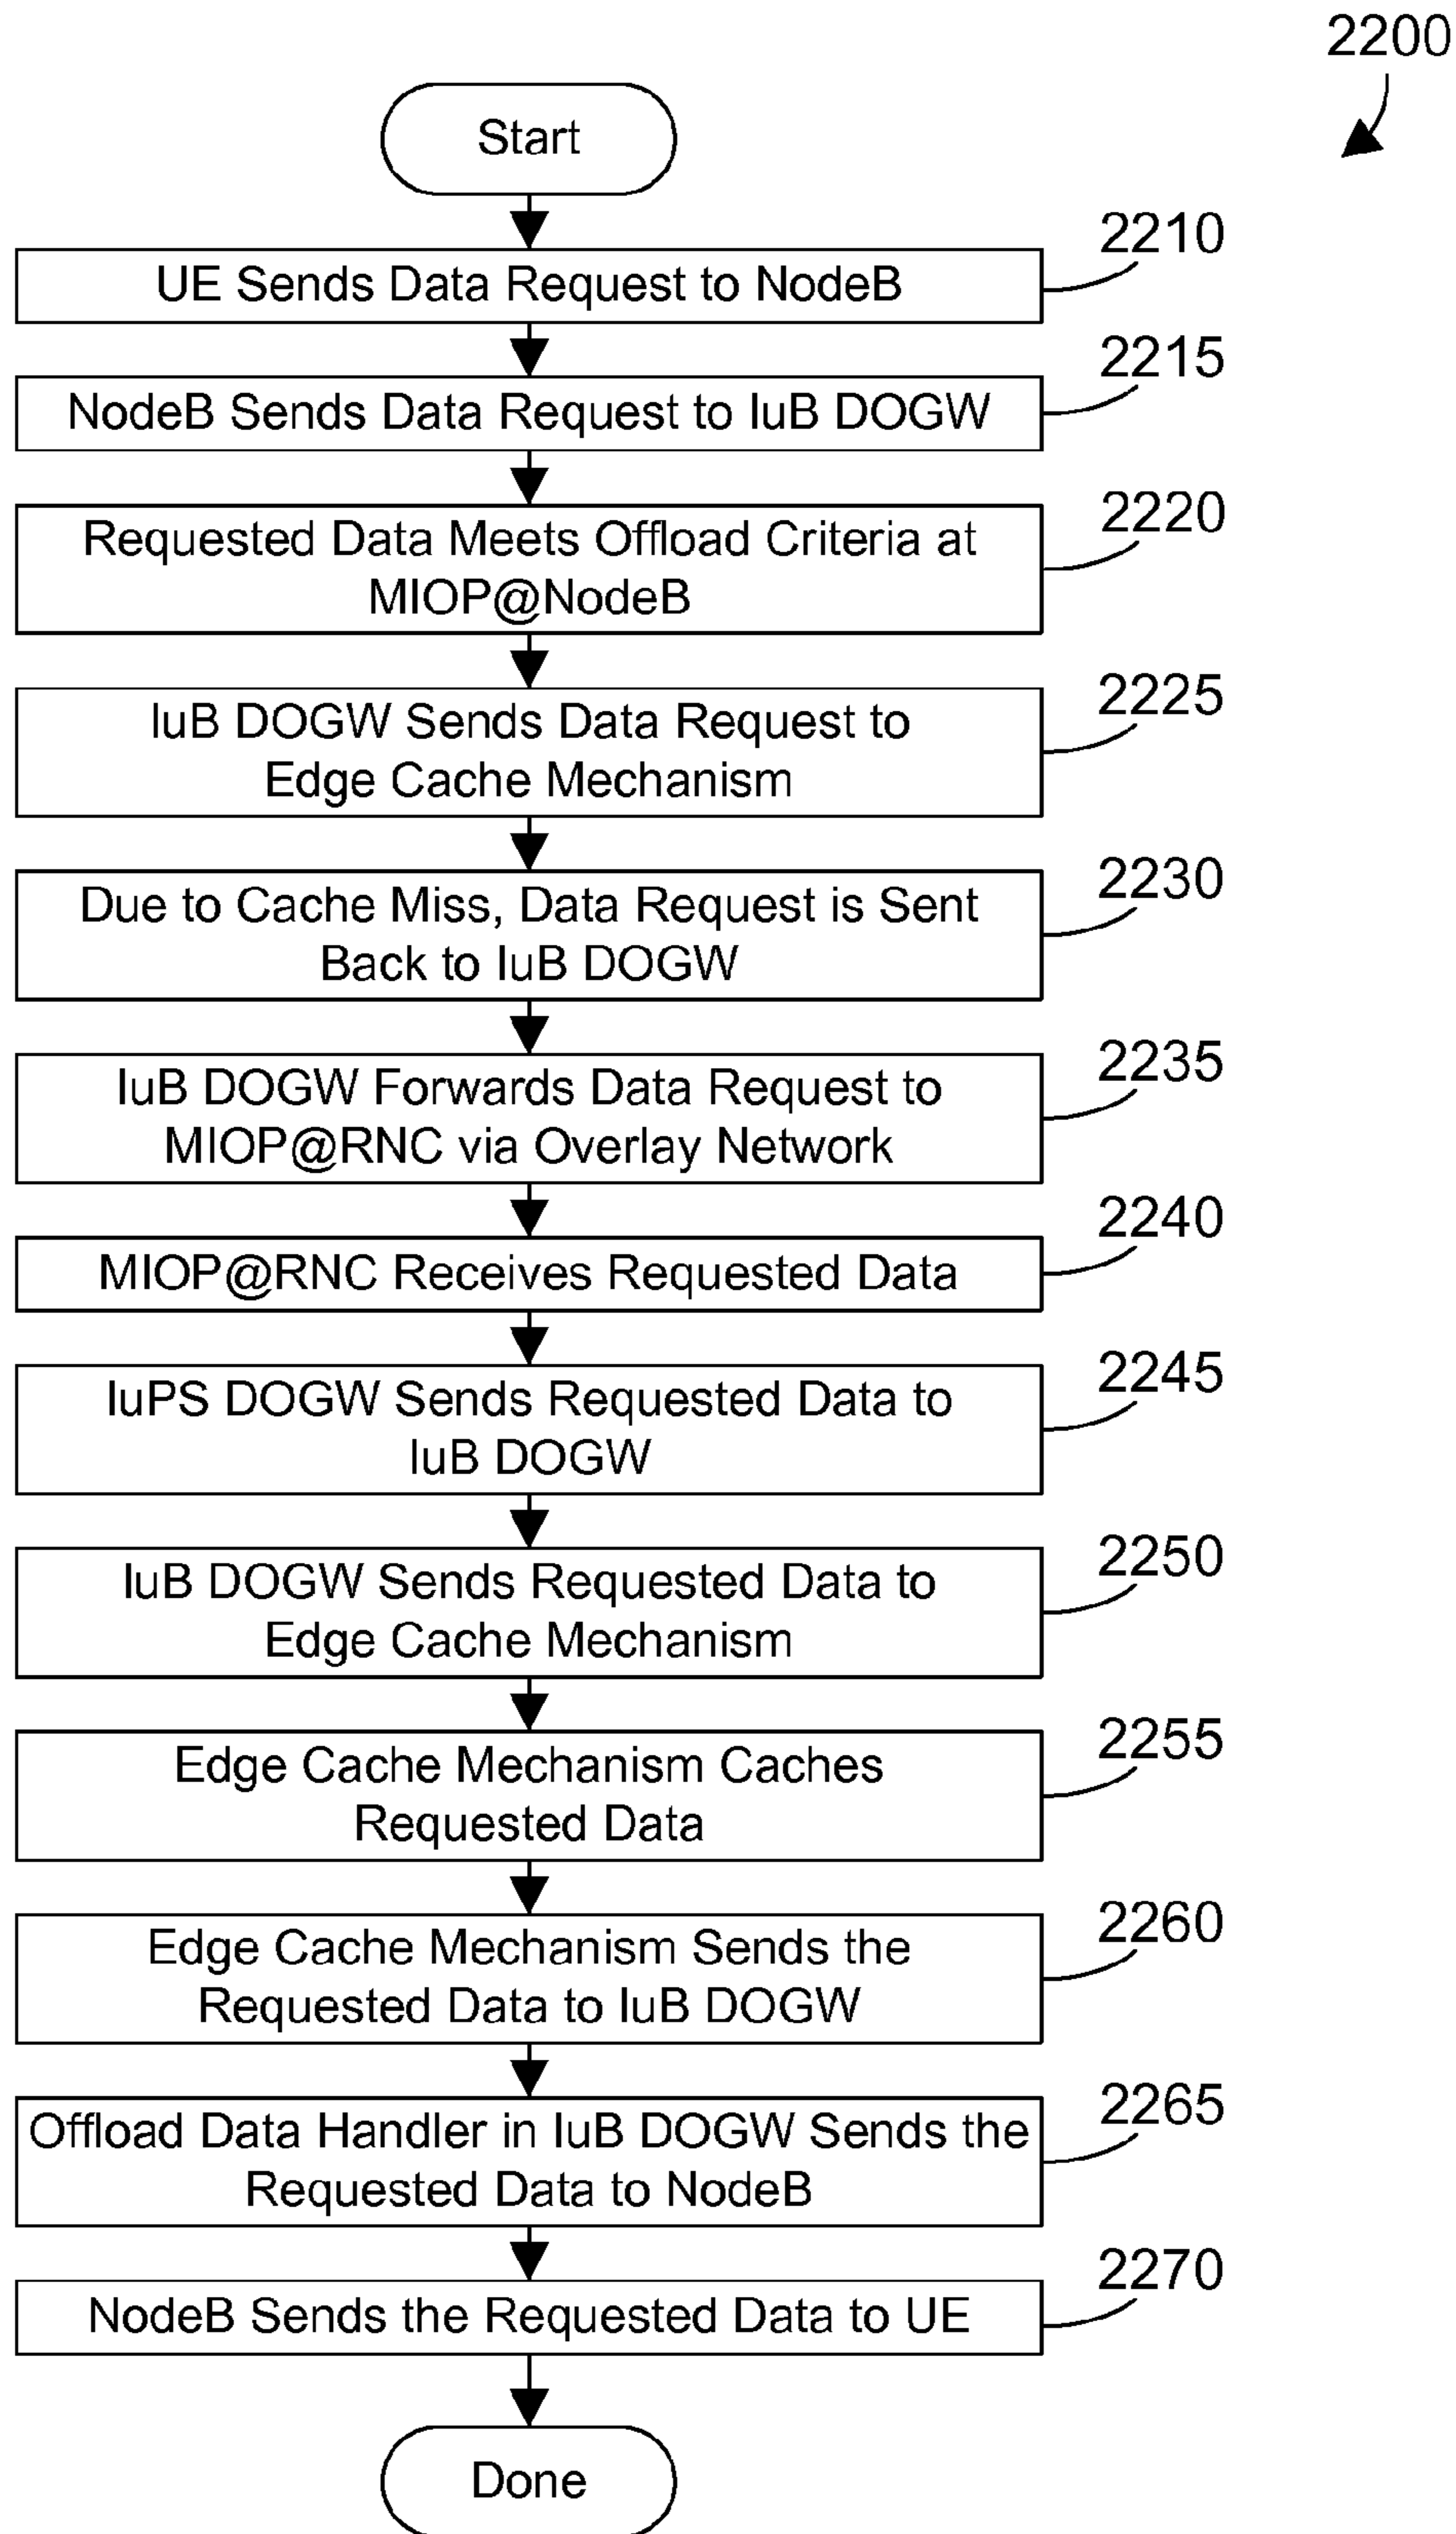 2200
Start
UE Sends Data Request to NodeB
2210
NodeB Sends Data Request to IuB DOGW
2215
Requested Data Meets Offload Criteria at
MIOP@NodeB
2220
IuB DOGW Sends Data Request to
Edge Cache Mechanism
2225
Due to Cache Miss, Data Request is Sent
Back to IuB DOGW
2230
IuB DOGW Forwards Data Request to
MIOP@RNC via Overlay Network
2235
MIOP@RNC Receives Requested Data
2240
IuPS DOGW Sends Requested Data to
IuB DOGW
2245
IuB DOGW Sends Requested Data to
Edge Cache Mechanism
2250
Edge Cache Mechanism Caches
Requested Data
2255
Edge Cache Mechanism Sends the
Requested Data to IuB DOGW
2260
Offload Data Handler in IuB DOGW Sends the
Requested Data to NodeB
2265
NodeB Sends the Requested Data to UE
2270
Done